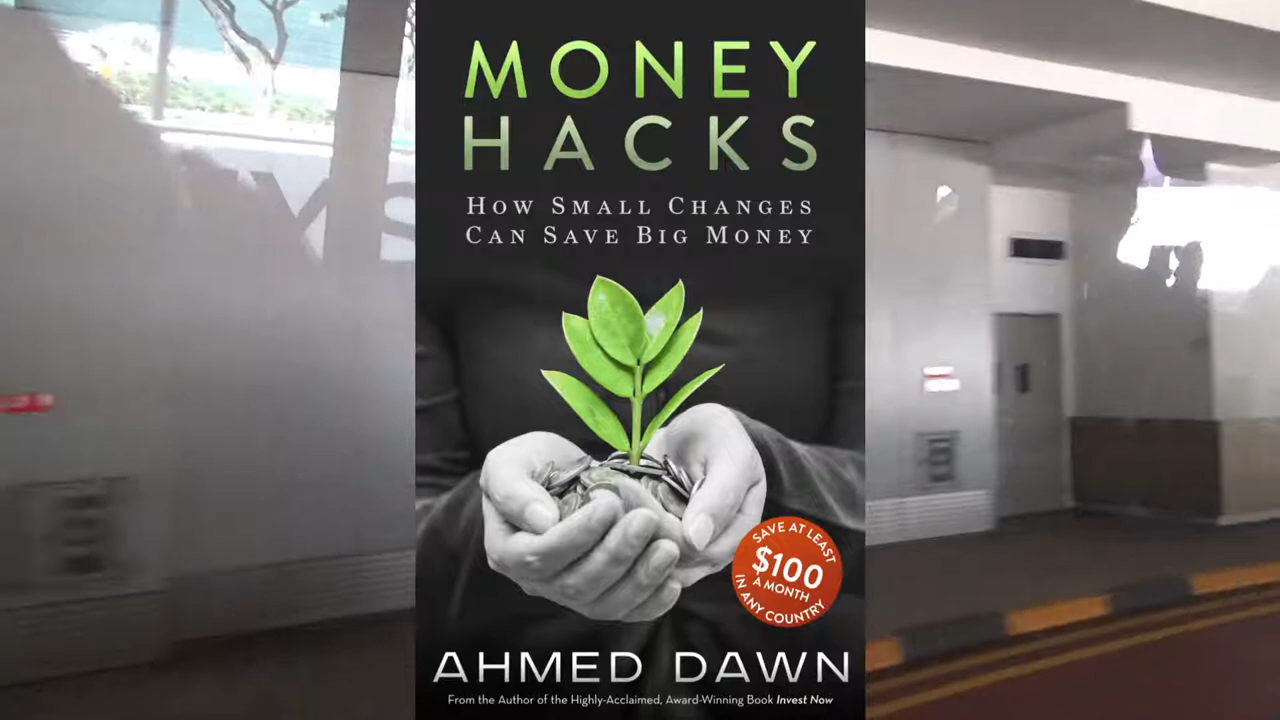 MONEY
HACKS
HOW SMALL CHANGES
CAN SAVE BIG MONEY
SAVE AT LEAST
$100
A MONTH
IN ANY COUNTRY
AHMED DAWN
From the Author of the Highly-Acclaimed, Award-Winning Book Invest Now